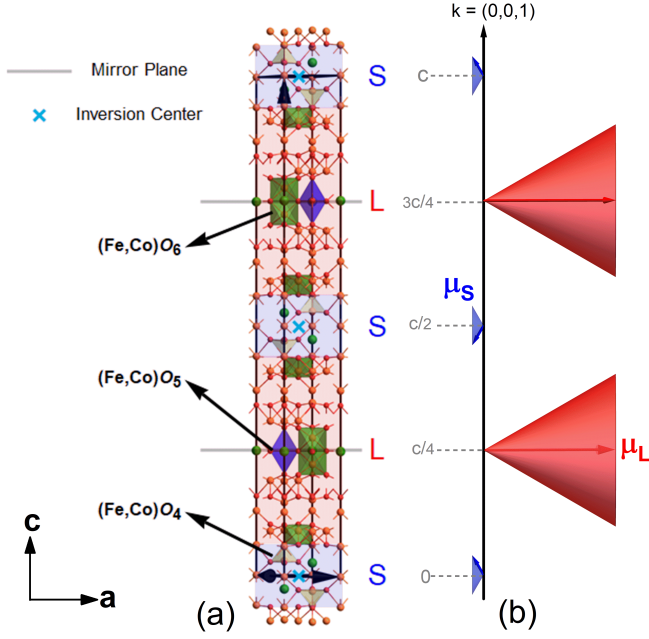 k = (0,0,1)
Mirror Plane
Inversion Center
S
c
L
3c/4
(Fe,Co)O6
μS
S
c/2
(Fe,Co)O5
L
c/4
μL
(Fe,Co)O4
c
S
0
a
(a)
(b)